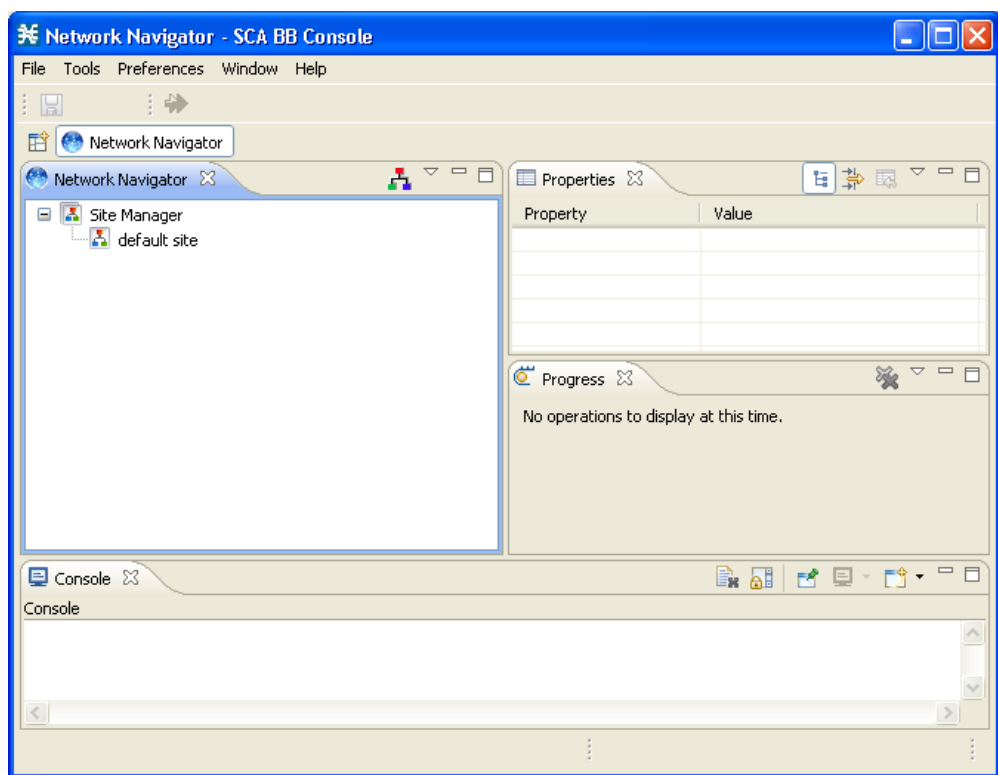 Network Navigator - SCA BB Console
File Tools Preferences Window Help
Network Navigator
Network Navigator
Site Manager
default site
Properties
Property Value
Progress
No operations to display at this time.
Console
Console